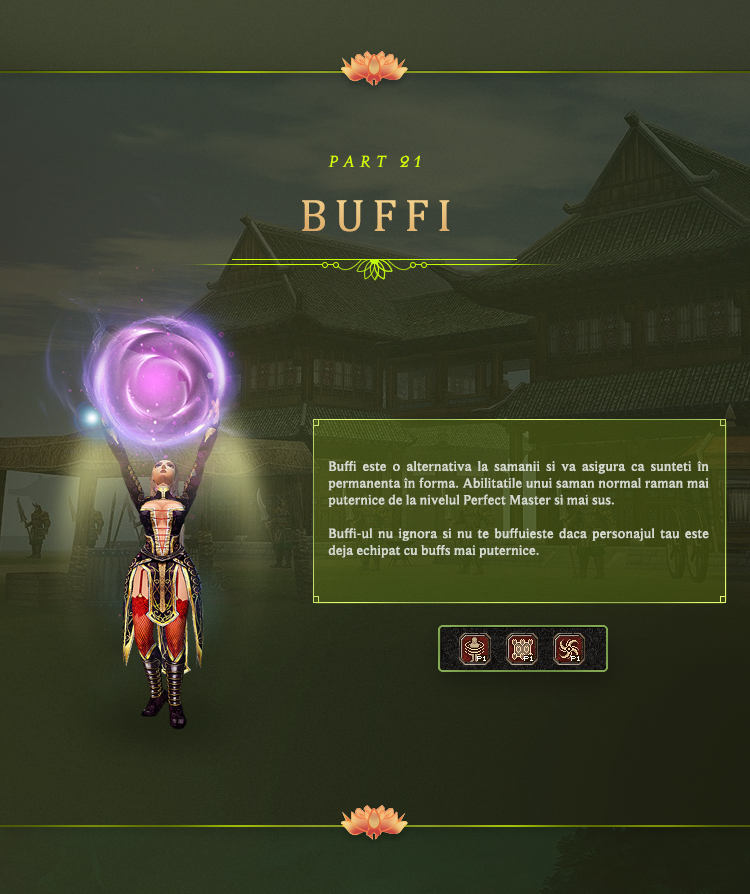 PART 21
BUFFI
Buffi este o alternativa la samanii si va asigura ca sunteti în
permanenta în forma. Abilitatile unui saman normal raman mai
puternice de la nivelul Perfect Master si mai sus.
Buffi-ul nu ignora si nu te buffuieste daca personajul tau este
deja echipat cu buffs mai puternice.
P1 P1 P1